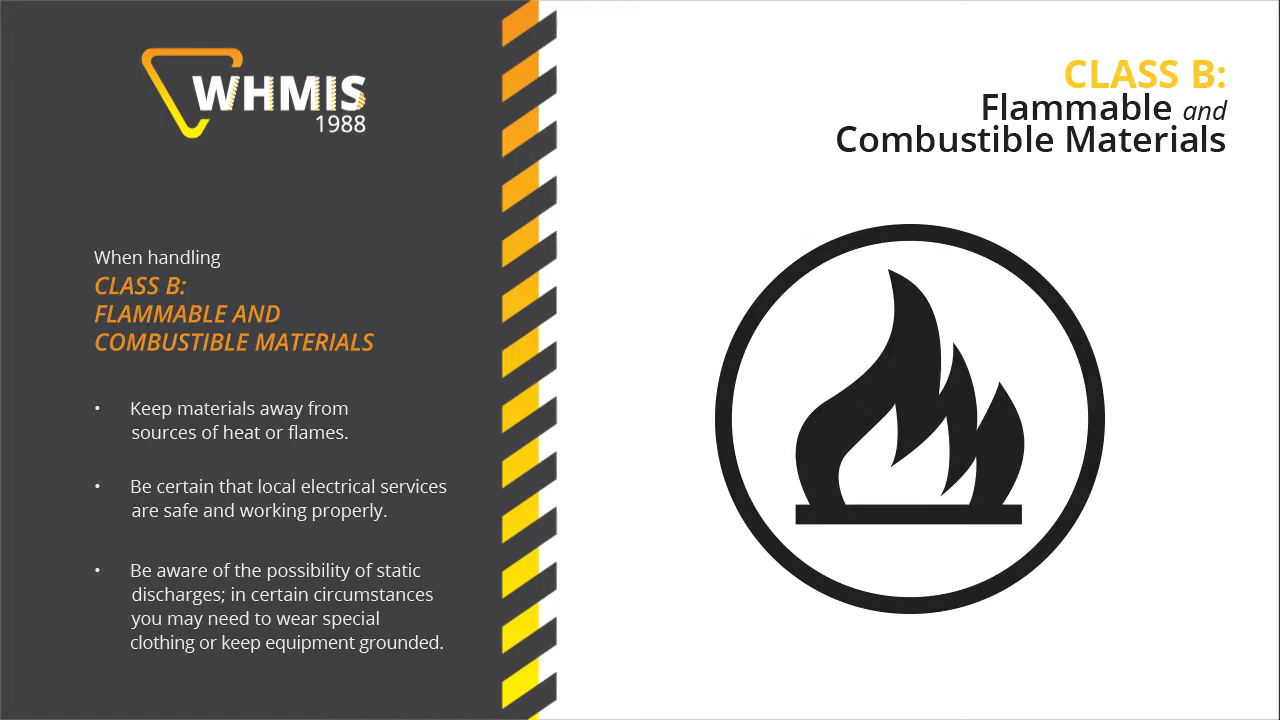 WHMIS
1988
When handling
CLASS B:
FLAMMABLE AND
COMBUSTIBLE MATERIALS
• Keep materials away from
sources of heat or flames.
• Be certain that local electrical services
are safe and working properly.
• Be aware of the possibility of static
discharges; in certain circumstances
you may need to wear special
clothing or keep equipment grounded.
CLASS B:
Flammable and
Combustible Materials